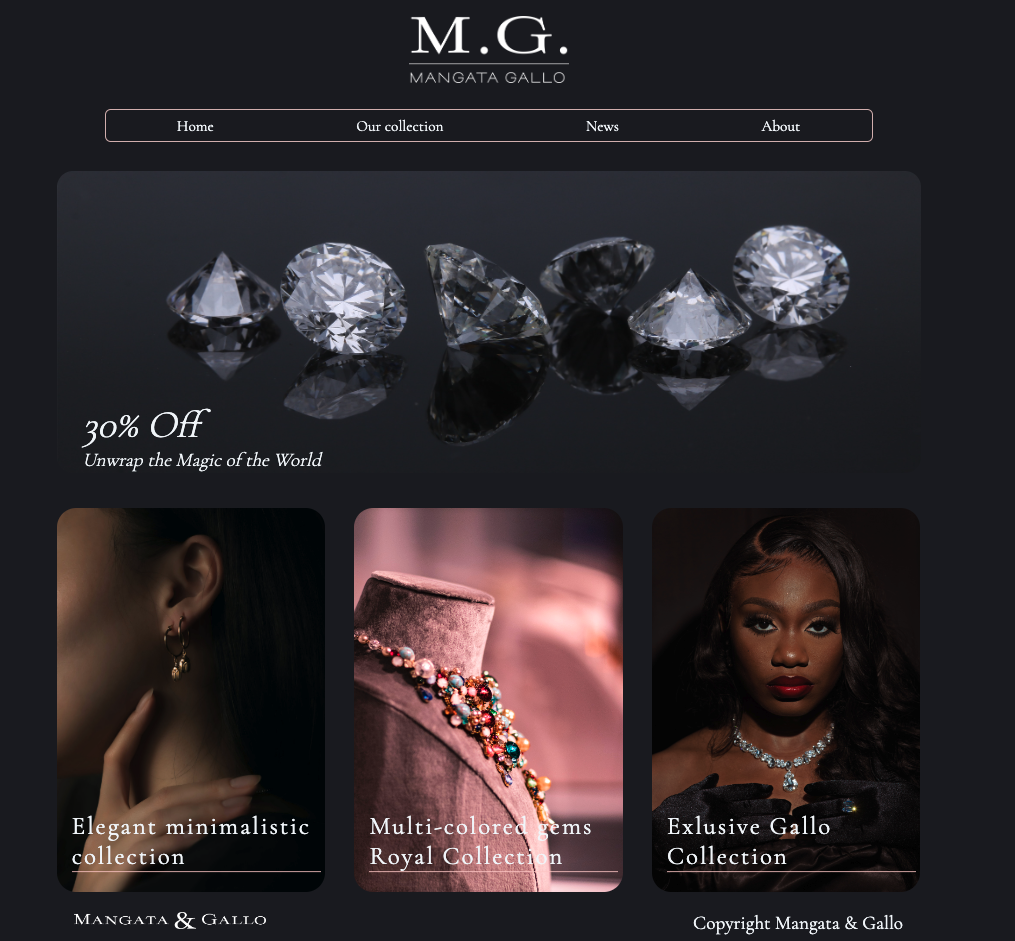 M.G.
MANGATA GALLO
Home Our collection News About
30% Off
Unwrap the Magic of the World
Elegant minimalistic
collection
Multi-colored gems
Royal Collection
Exlusive Gallo
Collection
MANGATA & GALLO
Copyright Mangata & Gallo